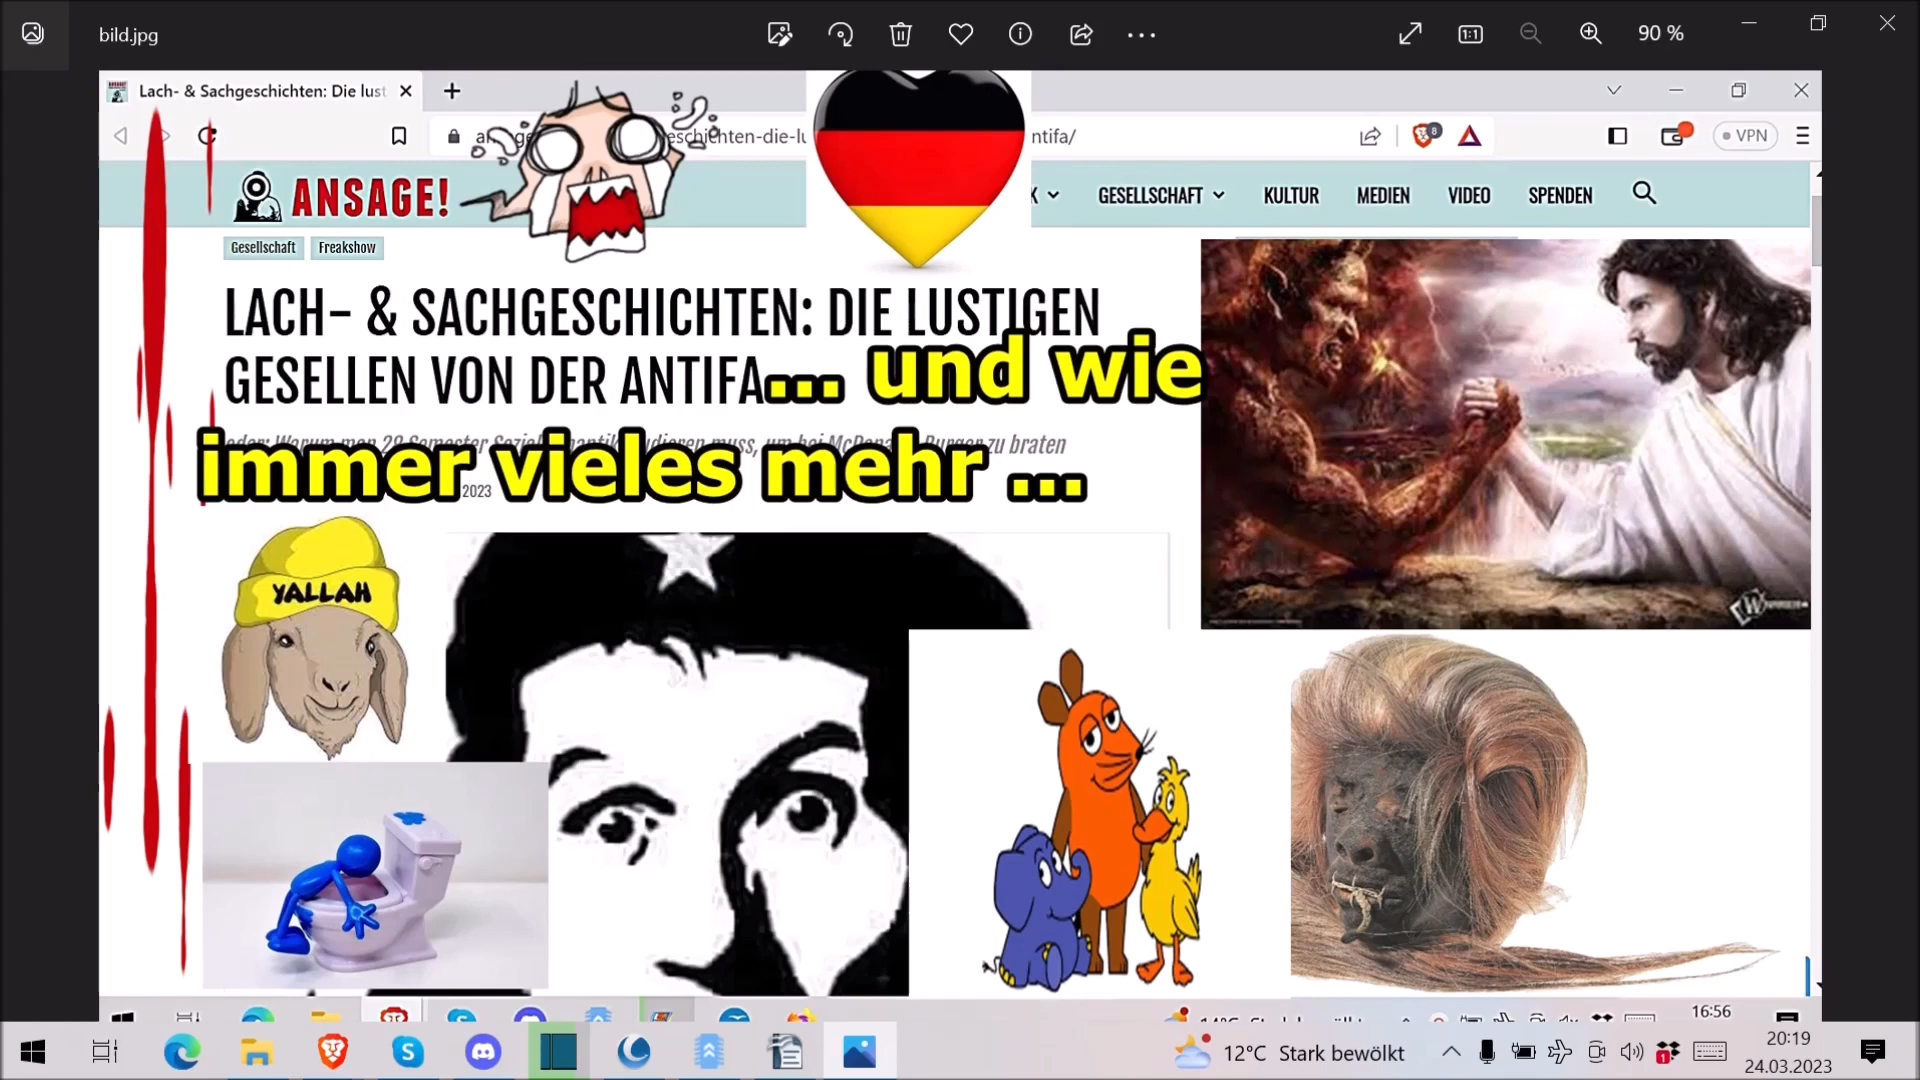 bild.jpg
90 %
Lach- & Sachgeschichten: Die lust
VPN
ANSAGE!
GESELLSCHAFT
KULTUR
MEDIEN
VIDEO
SPENDEN
Gesellschaft
Freakshow
LACH- & SACHGESCHICHTEN: DIE LUSTIGEN
GESELLEN VON DER ANTIFA
... und wie
immer vieles mehr ...
2023
YALLAH
16:56
12°C Stark bewölkt
20:19
24.03.2023